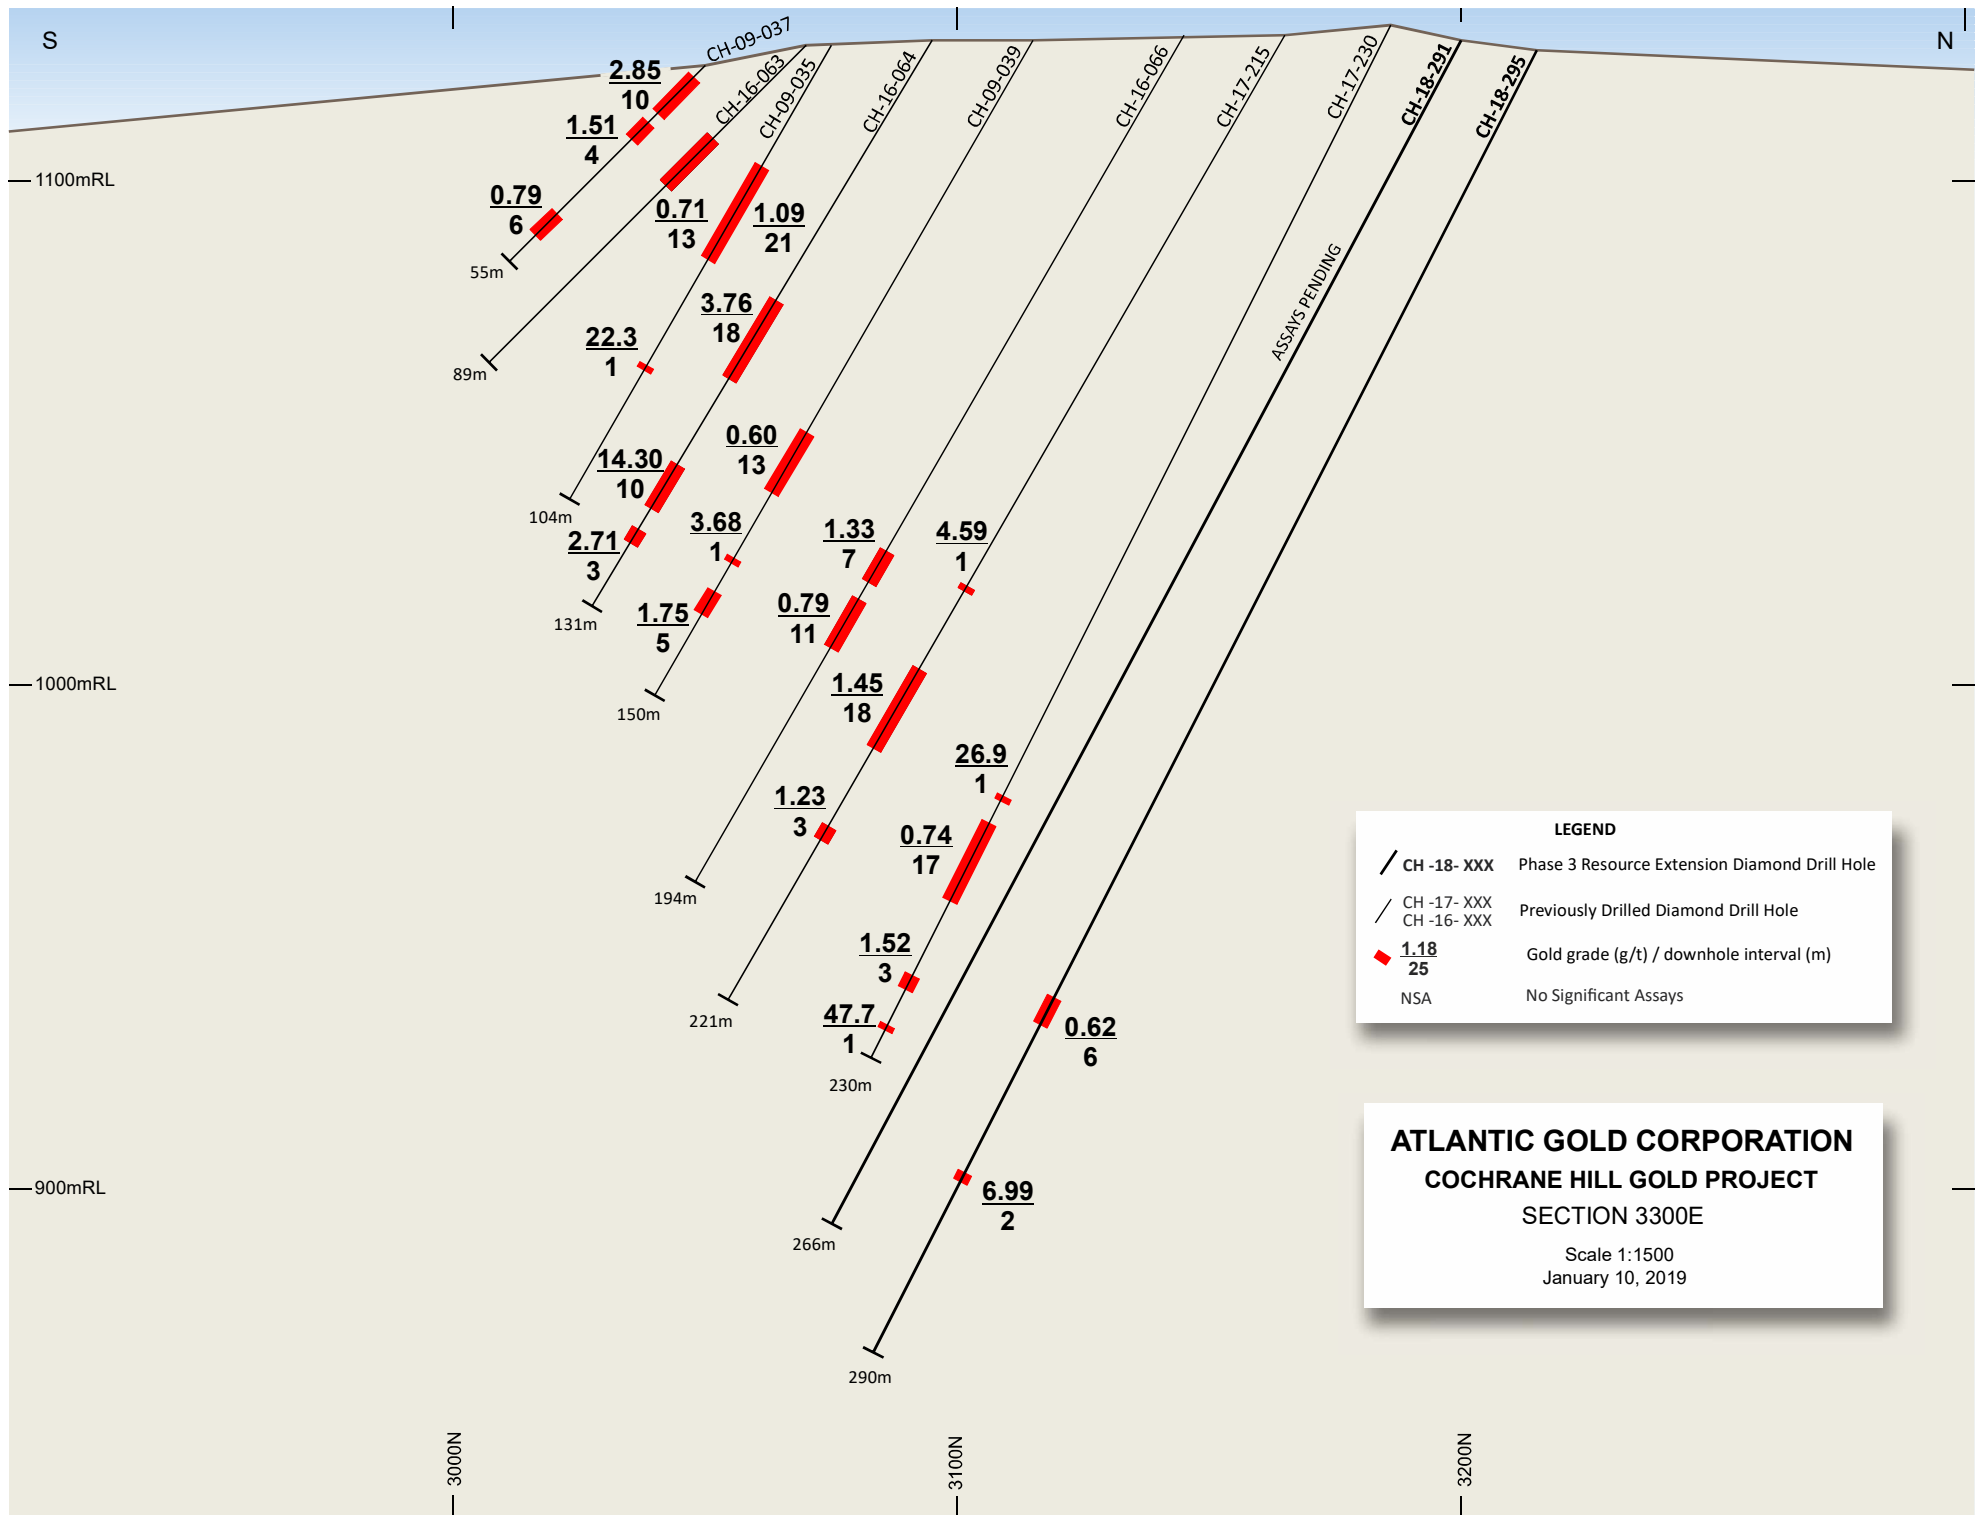 S
N
CH-09-037
CH-16-063
CH-09-035
CH-16-064
CH-09-039
CH-16-066
CH-17-215
CH-17-230
CH-18-291
CH-18-295
2.85
10
1.51
4
1100mRL
0.79
6
55m
0.71
13
1.09
21
ASSAYS PENDING
3.76
18
22.3
1
89m
0.60
13
14.30
10
104m
2.71
3
3.68
1
1.33
7
4.59
1
131m
1.75
5
0.79
11
1000mRL
150m
1.45
18
26.9
1
1.23
3
0.74
17
194m
1.52
3
221m
47.7
1
230m
0.62
6
900mRL
6.99
2
266m
290m
LEGEND
CH -18- XXX Phase 3 Resource Extension Diamond Drill Hole
CH -17- XXX
CH -16- XXX
Previously Drilled Diamond Drill Hole
1.18
25
Gold grade (g/t) / downhole interval (m)
NSA No Significant Assays
ATLANTIC GOLD CORPORATION
COCHRANE HILL GOLD PROJECT
SECTION 3300E
Scale 1:1500
January 10, 2019
3000N
3100N
3200N